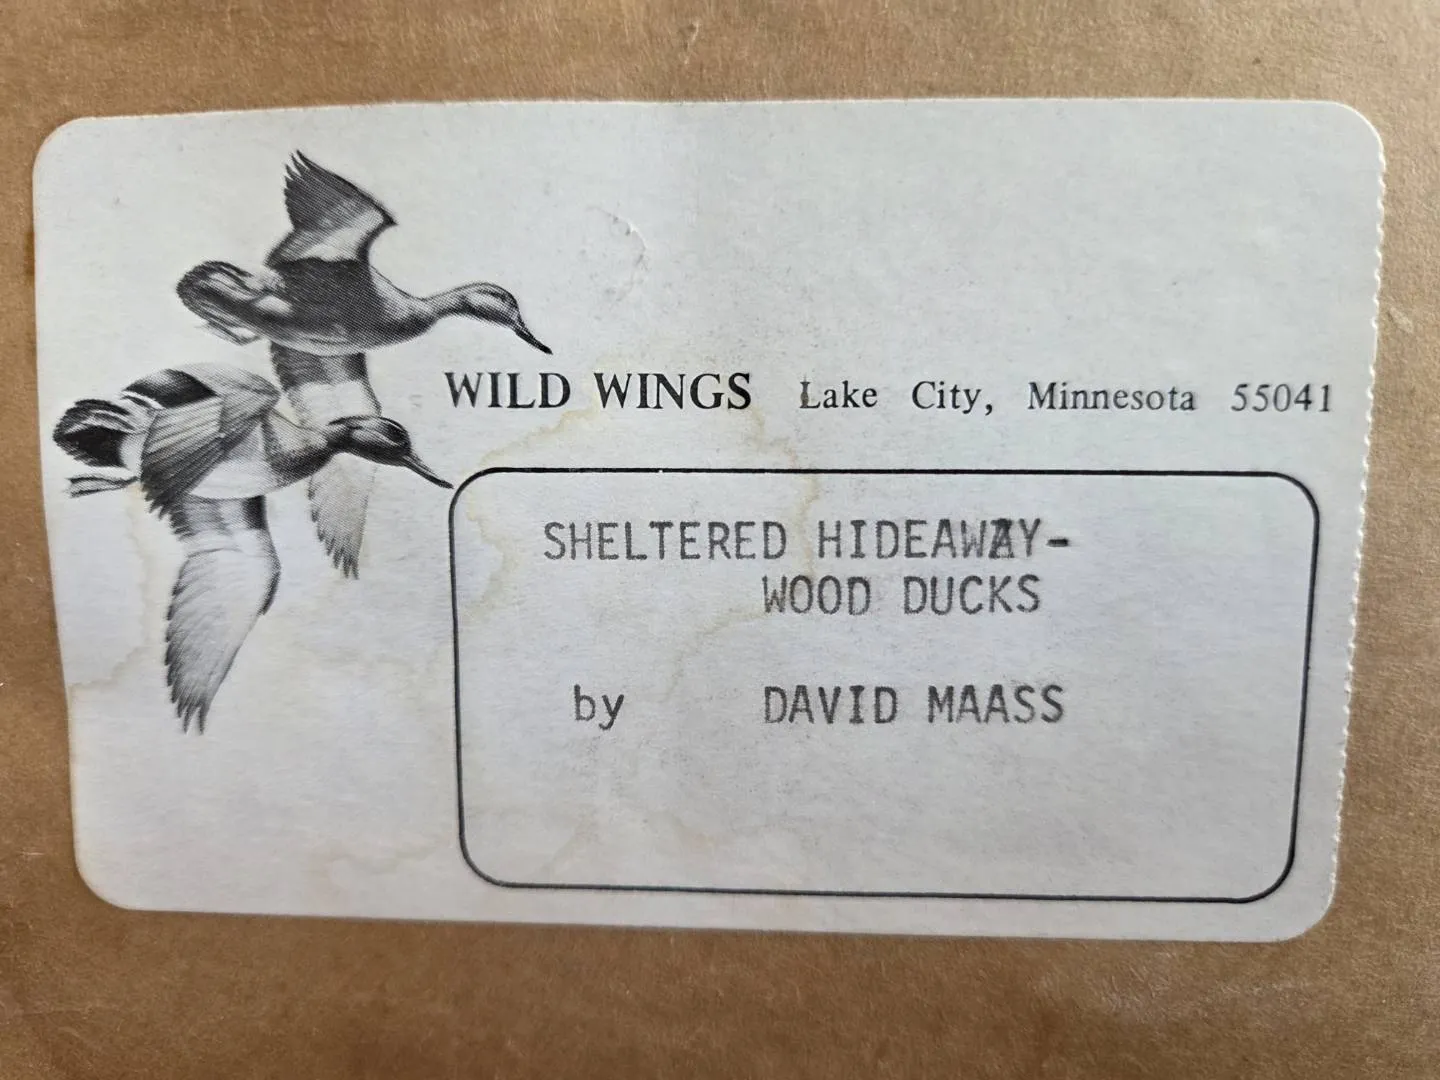 WILD WINGS Lake City, Minnesota 55041
SHELTERED HIDEAWAY-
WOOD DUCKS
by DAVID MAASS